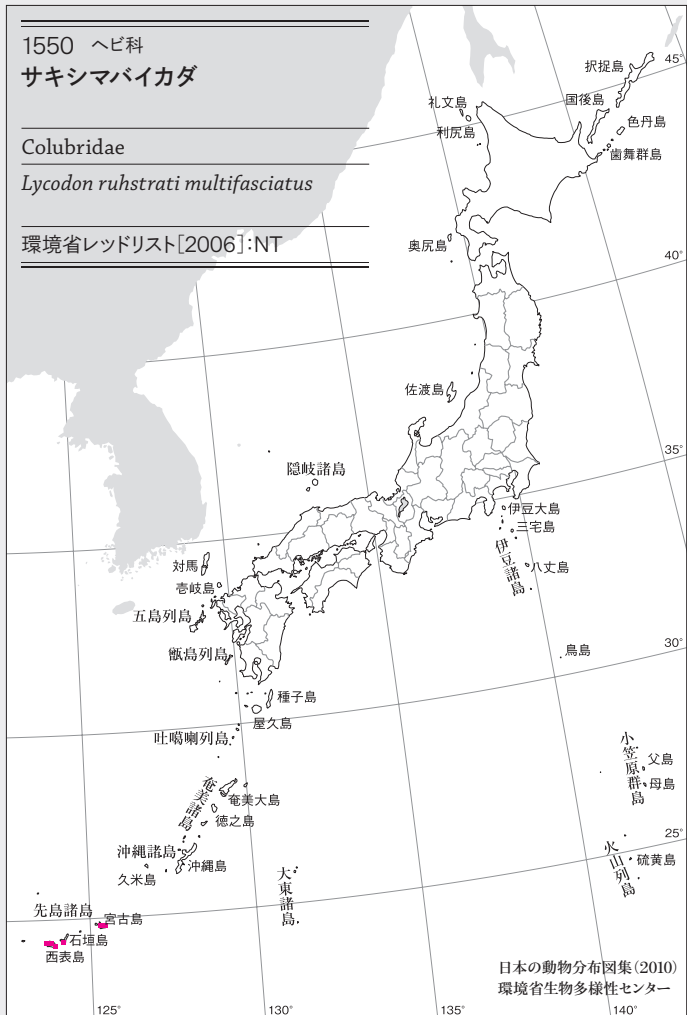 1550 ヘビ科
サキシマバイカダ
Colubridae
Lycodon ruhstrati multifasciatus
環境省レッドリスト[2006]:NT
択捉島
45°
国後島
礼文島
色丹島
利尻島
歯舞群島
奥尻島
40°
佐渡島
35°
隠岐諸島
伊豆大島
三宅島
伊豆諸島
八丈島
対馬
壱岐島
五島列島
甑島列島
鳥島
30°
種子島
屋久島
吐噶喇列島
小笠原群島
父島
母島
奄美諸島
奄美大島
徳之島
25°
沖縄諸島
沖縄島
久米島
大東諸島
火山列島
硫黄島
先島諸島
宮古島
石垣島
西表島
日本の動物分布図集(2010)
環境省生物多様性センター
125°
130°
135°
140°